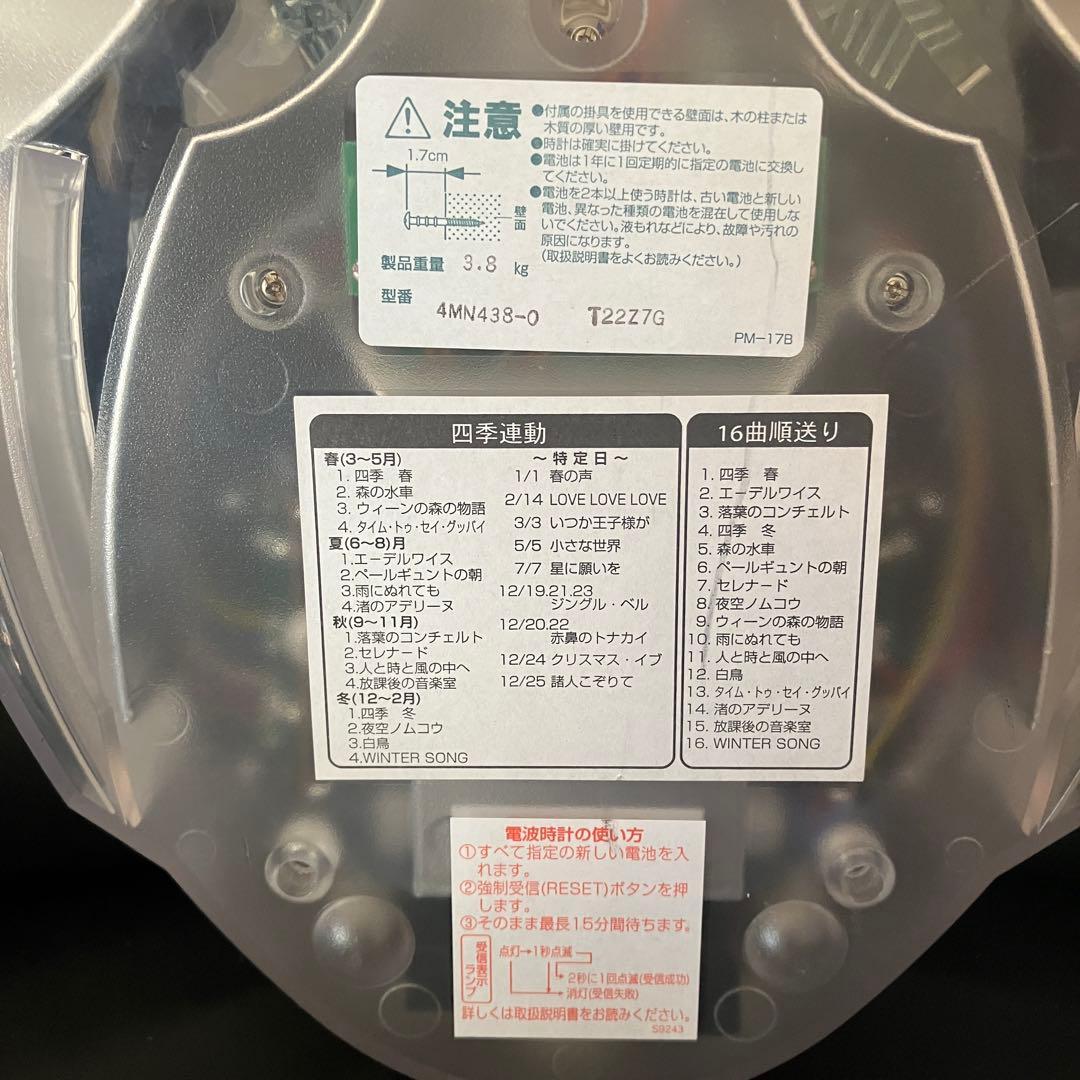 注意
●付属の掛具を使用できる壁面は、木の柱または
木質の厚い壁用です。
●時計は確実に掛けてください。
●電池は1年に1回定期的に指定の電池に交換し
てください。
●電池を2本以上使う時計は、古い電池と新しい
電池、異なった種類の電池を混在して使用しな
いでください。液もれなどにより、故障や汚れの
原因になります。
(取扱説明書をよくお読みください。)
1.7cm
壁面
製品重量 3.8 kg
型番
4MN438-0 T22Z7G
PM-17B
四季連動
春(3〜5月)
1. 四季 春
2. 森の水車
3. ウィーンの森の物語
4. タイム・トゥ・セイ・グッバイ
夏(6〜8)月
1.エーデルワイス
2.ペールギュントの朝
3.雨にぬれても
4.渚のアデリーヌ
秋(9〜11月)
1.落葉のコンチェルト
2.セレナード
3.人と時と風の中へ
4.放課後の音楽室
冬(12〜2月)
1.四季 冬
2.夜空ノムコウ
3.白鳥
4.WINTER SONG
〜特定日〜
1/1 春の声
2/14 LOVE LOVE LOVE
3/3 いつか王子様が
5/5 小さな世界
7/7 星に願いを
12/19.21.23
ジングル・ベル
12/20.22
赤鼻のトナカイ
12/24 クリスマス・イブ
12/25 諸人こぞりて
16曲順送り
1. 四季 春
2. エーデルワイス
3. 落葉のコンチェルト
4. 四季 冬
5. 森の水車
6. ペールギュントの朝
7. セレナード
8. 夜空ノムコウ
9. ウィーンの森の物語
10. 雨にぬれても
11. 人と時と風の中へ
12. 白鳥
13. タイム・トゥ・セイ・グッバイ
14. 渚のアデリーヌ
15. 放課後の音楽室
16. WINTER SONG
電波時計の使い方
①すべて指定の新しい電池を入
れます。
②強制受信(RESET)ボタンを押
します。
③そのまま最長15分間待ちます。
受信表示
ランプ
点灯→1秒点滅
2秒に1回点滅(受信成功)
消灯(受信失敗)
詳しくは取扱説明書をお読みください。
S9243